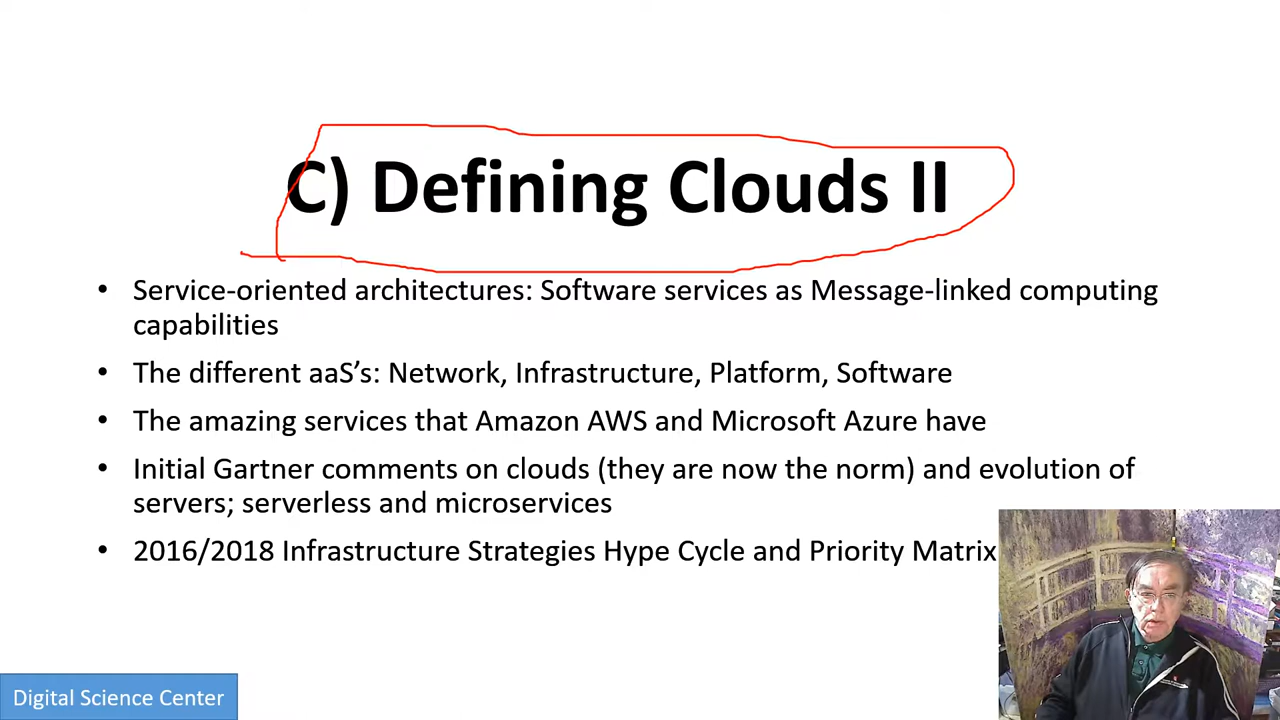 C) Defining Clouds II
• Service-oriented architectures: Software services as Message-linked computing
capabilities
• The different aaS’s: Network, Infrastructure, Platform, Software
• The amazing services that Amazon AWS and Microsoft Azure have
• Initial Gartner comments on clouds (they are now the norm) and evolution of
servers; serverless and microservices
• 2016/2018 Infrastructure Strategies Hype Cycle and Priority Matrix
Digital Science Center